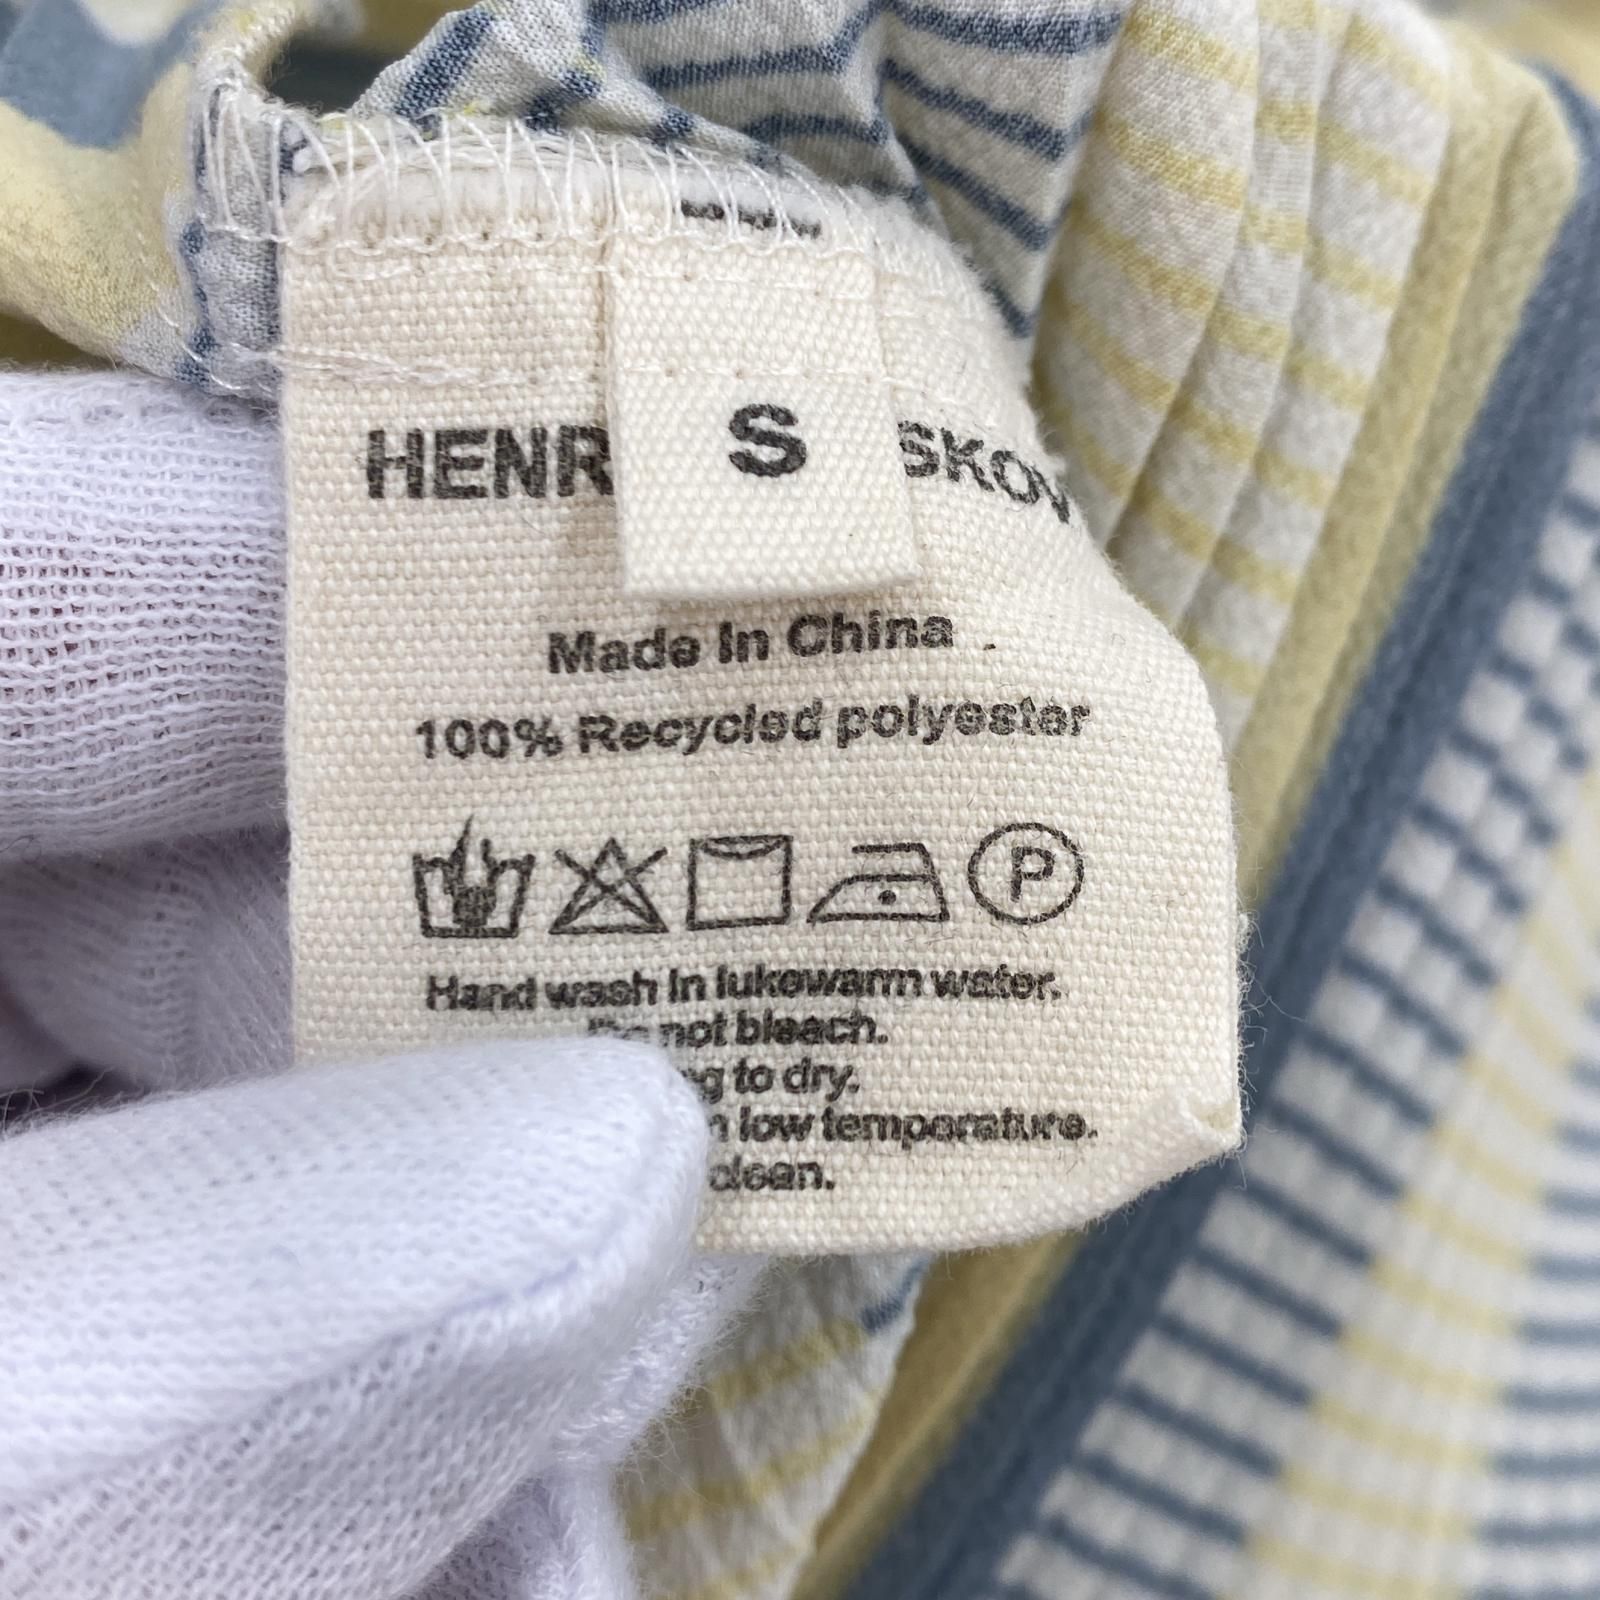 S
HENR SKOV
Made In China
100% Recycled polyester
P
Hand wash in lukewarm water.
not bleach.
to dry.
low temperature.
clean.